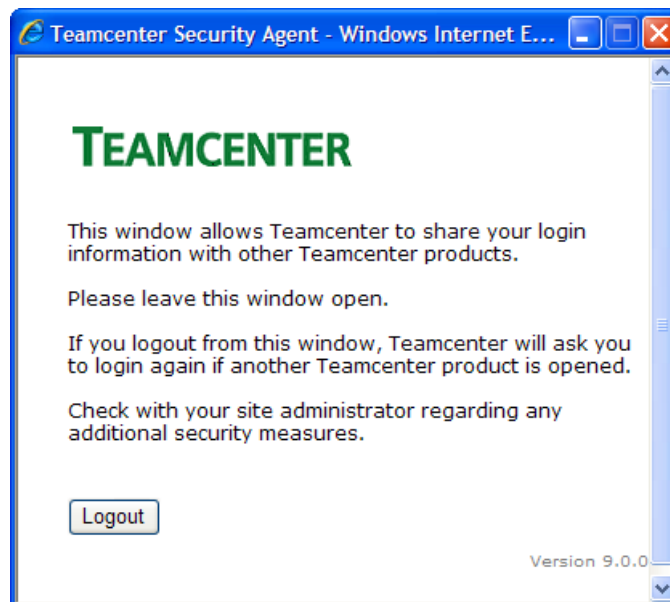 Teamcenter Security Agent - Windows Internet E...
TEAMCENTER
This window allows Teamcenter to share your login
information with other Teamcenter products.
Please leave this window open.
If you logout from this window, Teamcenter will ask you
to login again if another Teamcenter product is opened.
Check with your site administrator regarding any
additional security measures.
Logout
Version 9.0.0